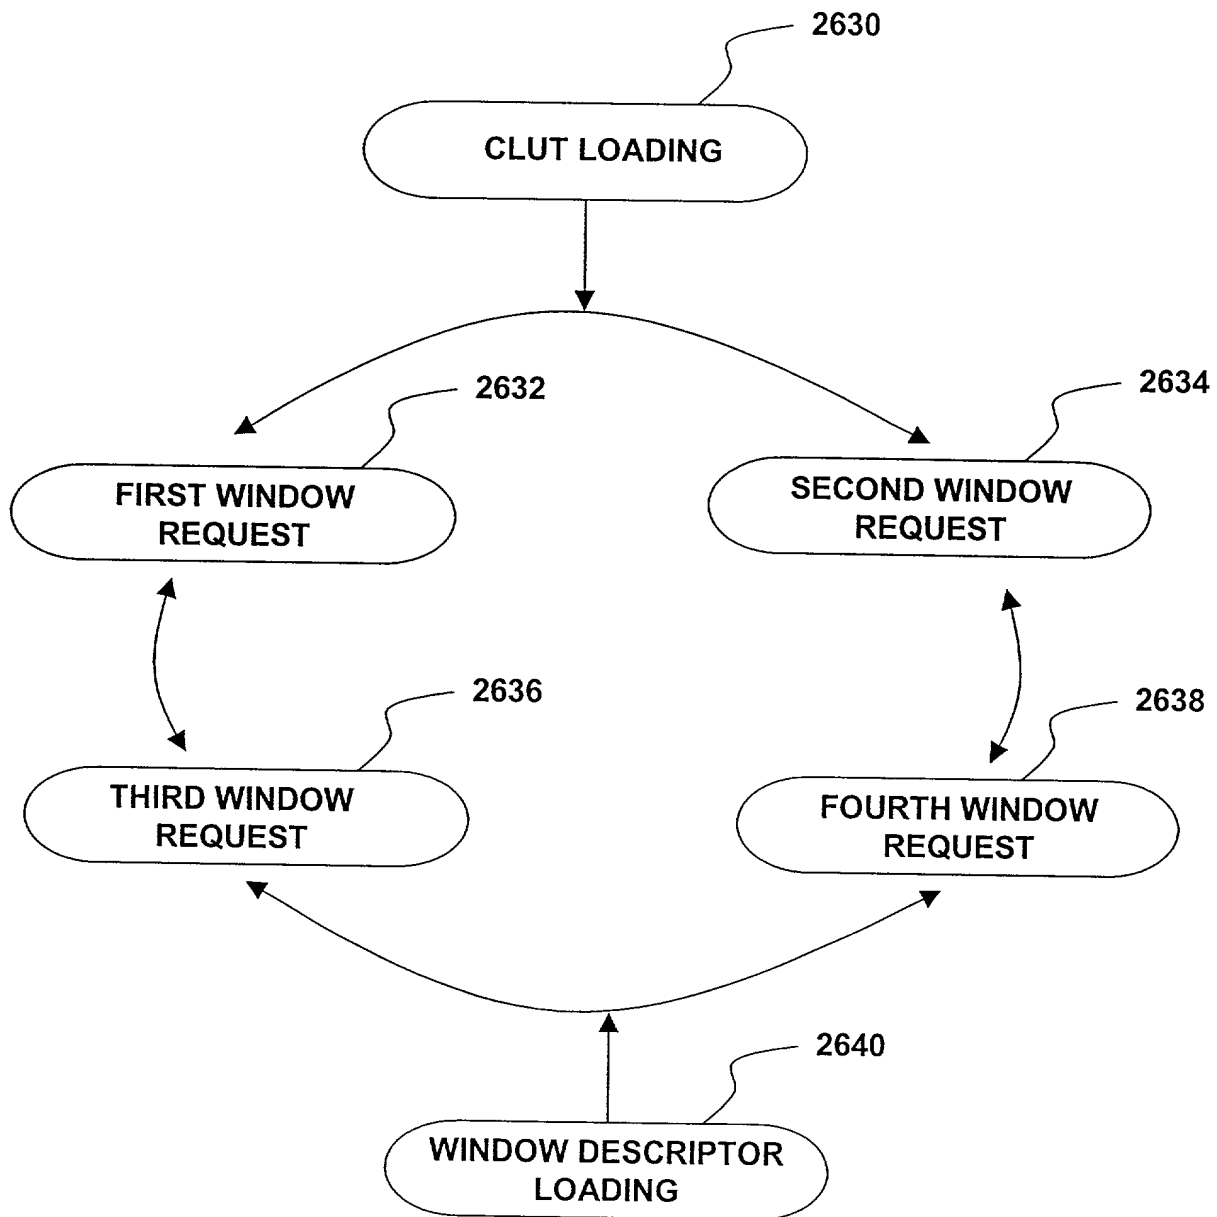 2630
CLUT LOADING
2632
2634
FIRST WINDOW
REQUEST
SECOND WINDOW
REQUEST
2636
2638
THIRD WINDOW
REQUEST
FOURTH WINDOW
REQUEST
2640
WINDOW DESCRIPTOR
LOADING